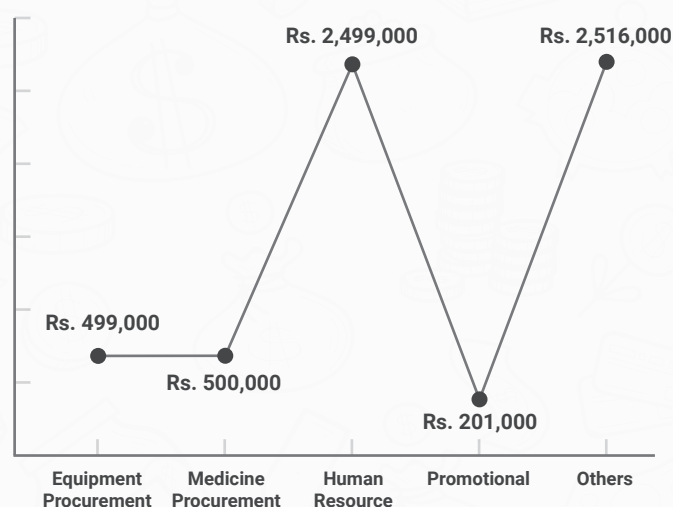 Rs. 2,499,000
Rs. 2,516,000
Rs. 499,000
Rs. 500,000
Rs. 201,000
Equipment
Procurement
Medicine
Procurement
Human
Resource
Promotional
Others